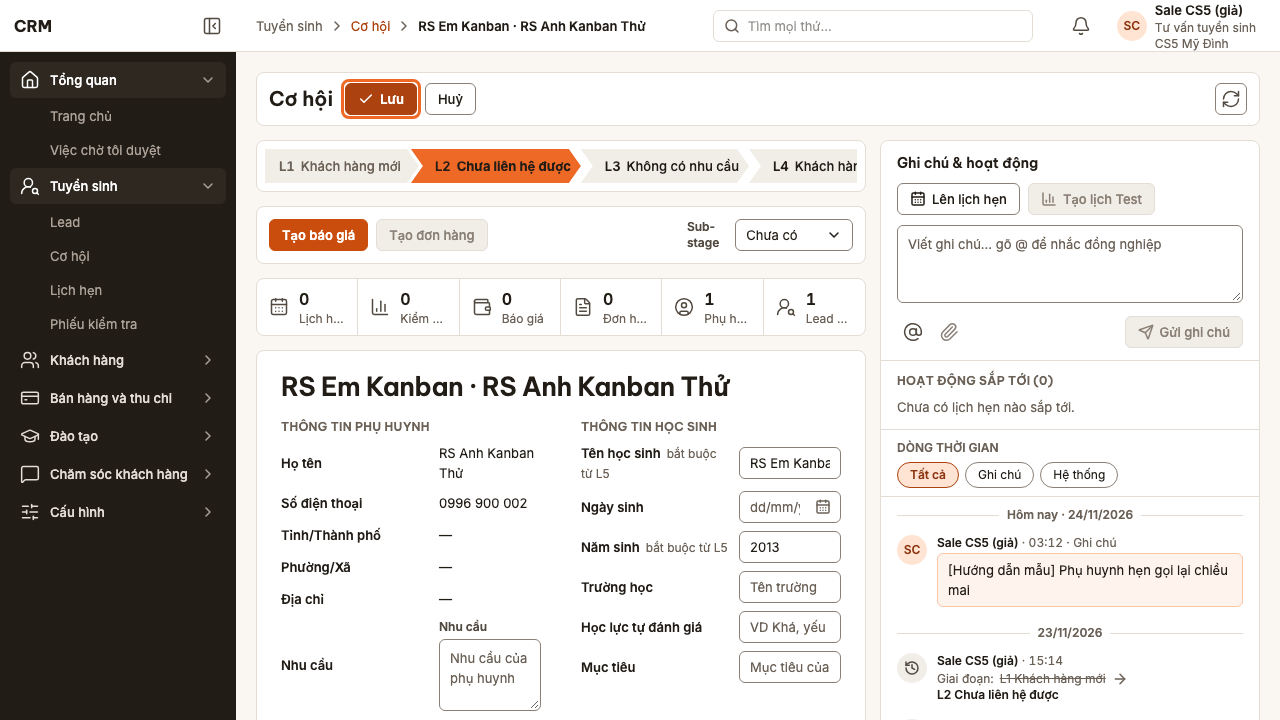 CRM
Tuyển sinh
Cơ hội
RS Em Kanban · RS Anh Kanban Thử
Tìm mọi thứ...
SC
Sale CS5 (giả)
Tư vấn tuyển sinh
CS5 Mỹ Đình
Tổng quan
Trang chủ
Việc chờ tôi duyệt
Tuyển sinh
Lead
Cơ hội
Lịch hẹn
Phiếu kiểm tra
Khách hàng
Bán hàng và thu chi
Đào tạo
Chăm sóc khách hàng
Cấu hình
Cơ hội
Lưu
Huỷ
L1 Khách hàng mới
L2 Chưa liên hệ được
L3 Không có nhu cầu
L4 Khách hàn
Tạo báo giá
Tạo đơn hàng
Sub-
stage
Chưa có
0
Lịch h...
0
Kiểm ...
0
Báo giá
0
Đơn h...
1
Phụ h...
1
Lead ...
RS Em Kanban · RS Anh Kanban Thử
THÔNG TIN PHỤ HUYNH
Họ tên
RS Anh Kanban
Thử
Số điện thoại
0996 900 002
Tỉnh/Thành phố
—
Phường/Xã
—
Địa chỉ
—
Nhu cầu
Nhu cầu
Nhu cầu của
phụ huynh
THÔNG TIN HỌC SINH
Tên học sinh bắt buộc
từ L5
RS Em Kanba
Ngày sinh
dd/mm/y
Năm sinh bắt buộc từ L5
2013
Trường học
Tên trường
Học lực tự đánh giá
VD Khá, yếu
Mục tiêu
Mục tiêu của
Ghi chú & hoạt động
Lên lịch hẹn
Tạo lịch Test
Viết ghi chú... gõ @ để nhắc đồng nghiệp
Gửi ghi chú
HOẠT ĐỘNG SẮP TỚI (0)
Chưa có lịch hẹn nào sắp tới.
DÒNG THỜI GIAN
Tất cả
Ghi chú
Hệ thống
Hôm nay · 24/11/2026
SC
Sale CS5 (giả) · 03:12 · Ghi chú
[Hướng dẫn mẫu] Phụ huynh hẹn gọi lại chiều
mai
23/11/2026
Sale CS5 (giả) · 15:14
Giai đoạn: L1 Khách hàng mới →
L2 Chưa liên hệ được